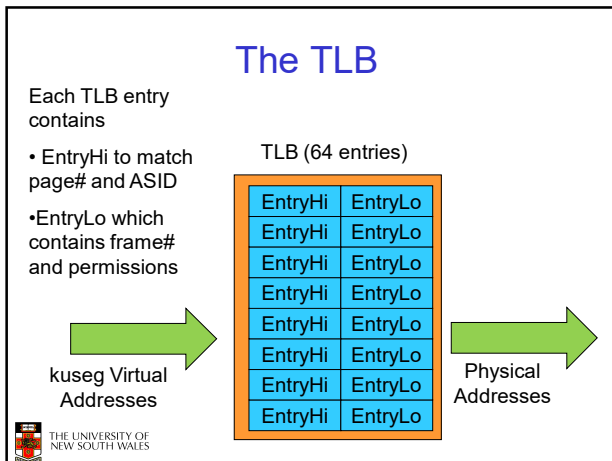 The TLB
Each TLB entry
contains
• EntryHi to match
page# and ASID
•EntryLo which
contains frame#
and permissions
TLB (64 entries)
EntryHi EntryLo
EntryHi EntryLo
EntryHi EntryLo
EntryHi EntryLo
EntryHi EntryLo
EntryHi EntryLo
EntryHi EntryLo
EntryHi EntryLo
kuseg Virtual
Addresses
Physical
Addresses
THE UNIVERSITY OF
NEW SOUTH WALES